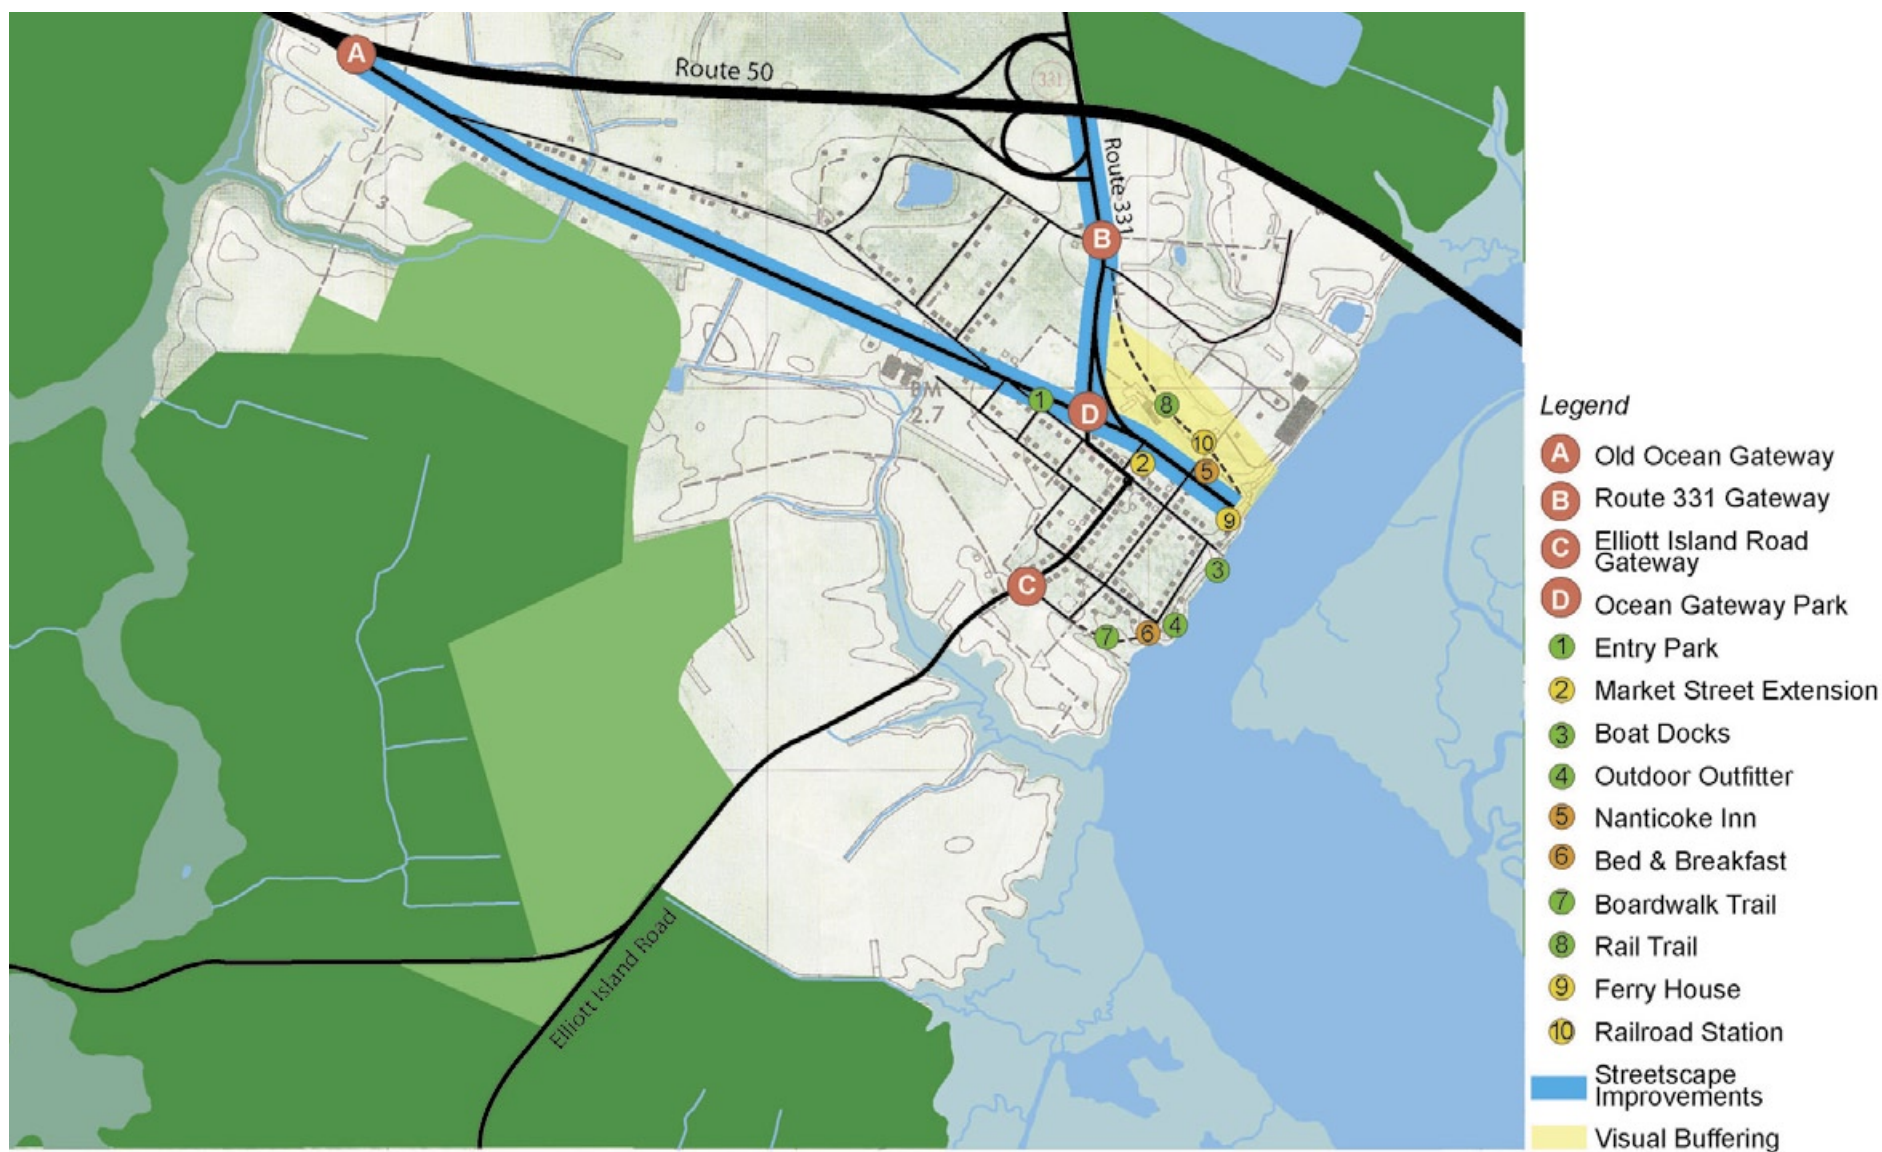 A
Route 50
331
Route 331
B
3
BM
2.7
1
D
8
10
2
5
9
C
3
4
6
7
Elliott Island Road
Legend
A Old Ocean Gateway
B Route 331 Gateway
C Elliott Island Road
Gateway
D Ocean Gateway Park
1 Entry Park
2 Market Street Extension
3 Boat Docks
4 Outdoor Outfitter
5 Nanticoke Inn
6 Bed & Breakfast
7 Boardwalk Trail
8 Rail Trail
9 Ferry House
10 Railroad Station
Streetscape
Improvements
Visual Buffering